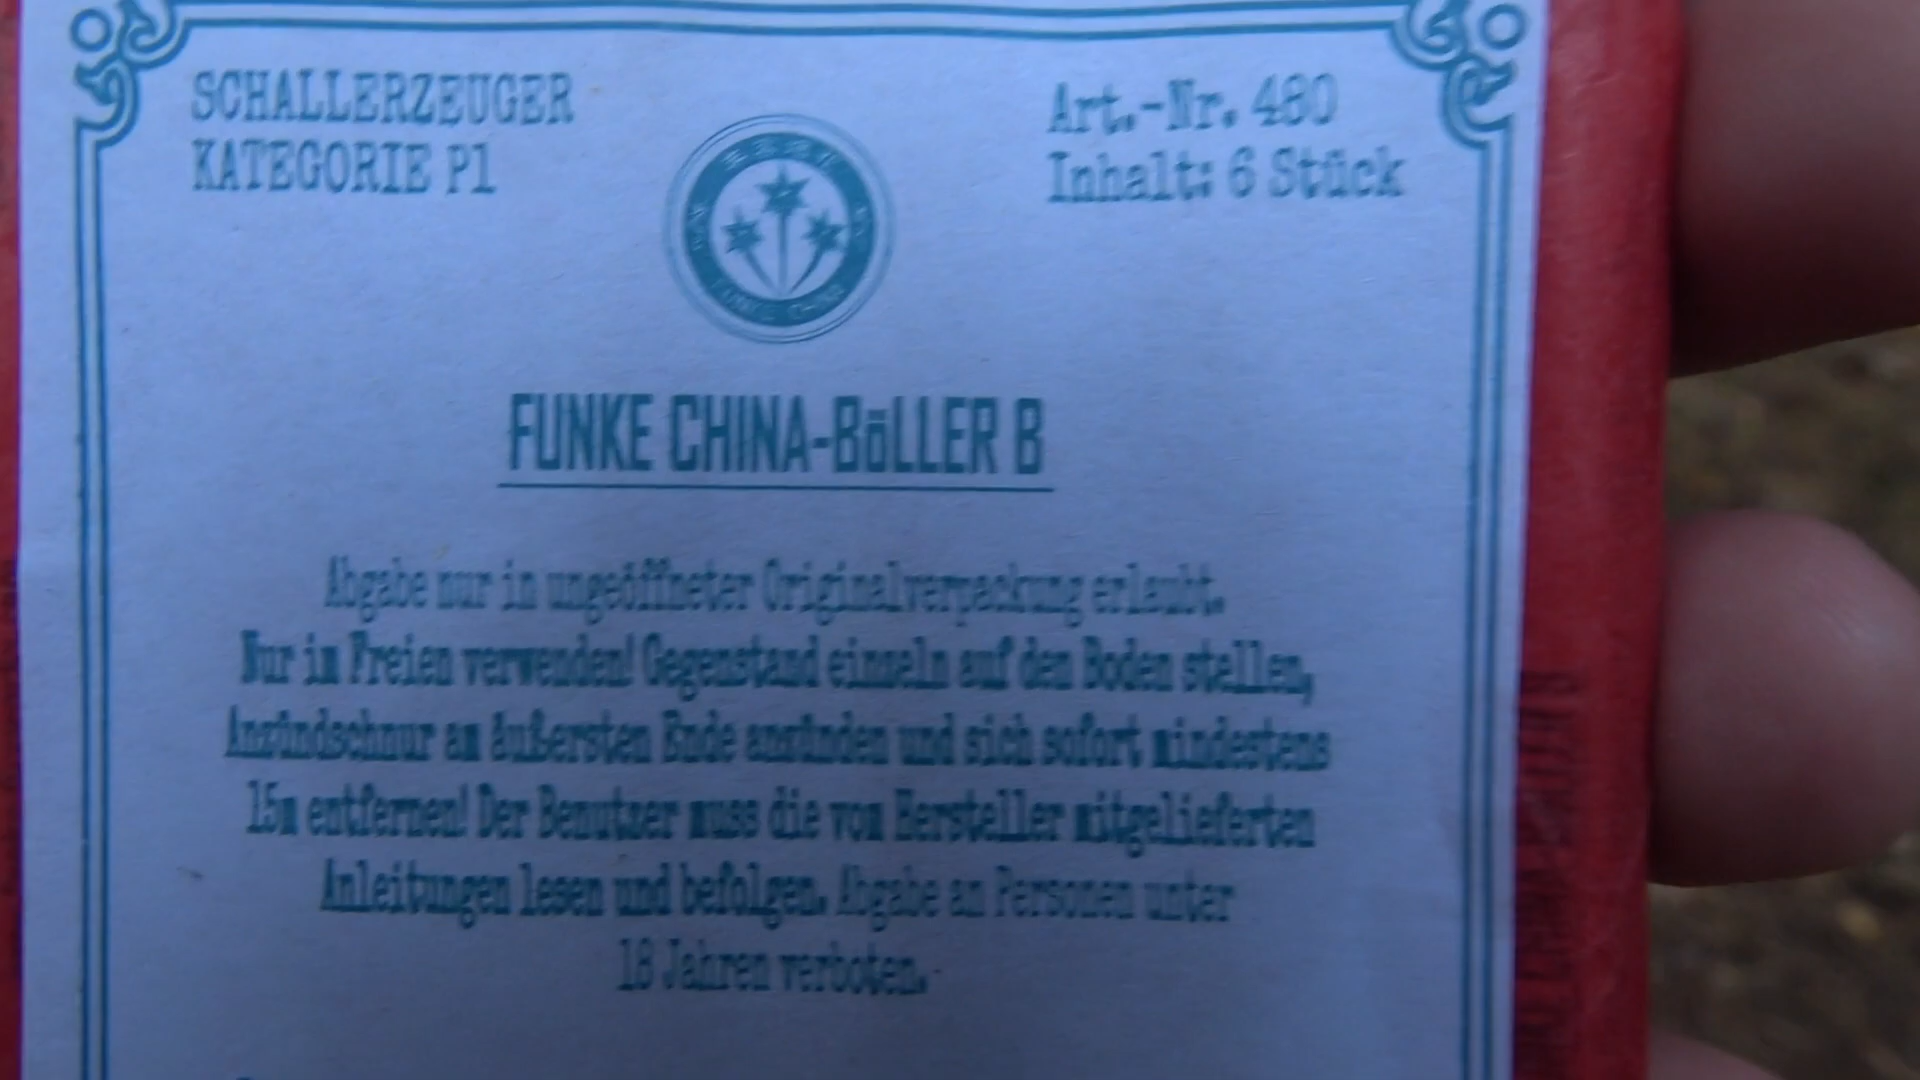 SCHALLERZEUGER
KATEGORIE P1
Art.-Nr. 480
Inhalt: 6 Stück
FUNKE CHINA-BöLLER B
Abgabe nur in ungeöffneter Originalverpackung erlaubt.
Nur im Freien verwenden! Gegenstand einzeln auf den Boden stellen,
Anzündschnur am äußersten Ende anzünden und sich sofort mindestens
15m entfernen! Der Benutzer muss die vom Hersteller mitgelieferten
Anleitungen lesen und befolgen. Abgabe an Personen unter
18 Jahren verboten.